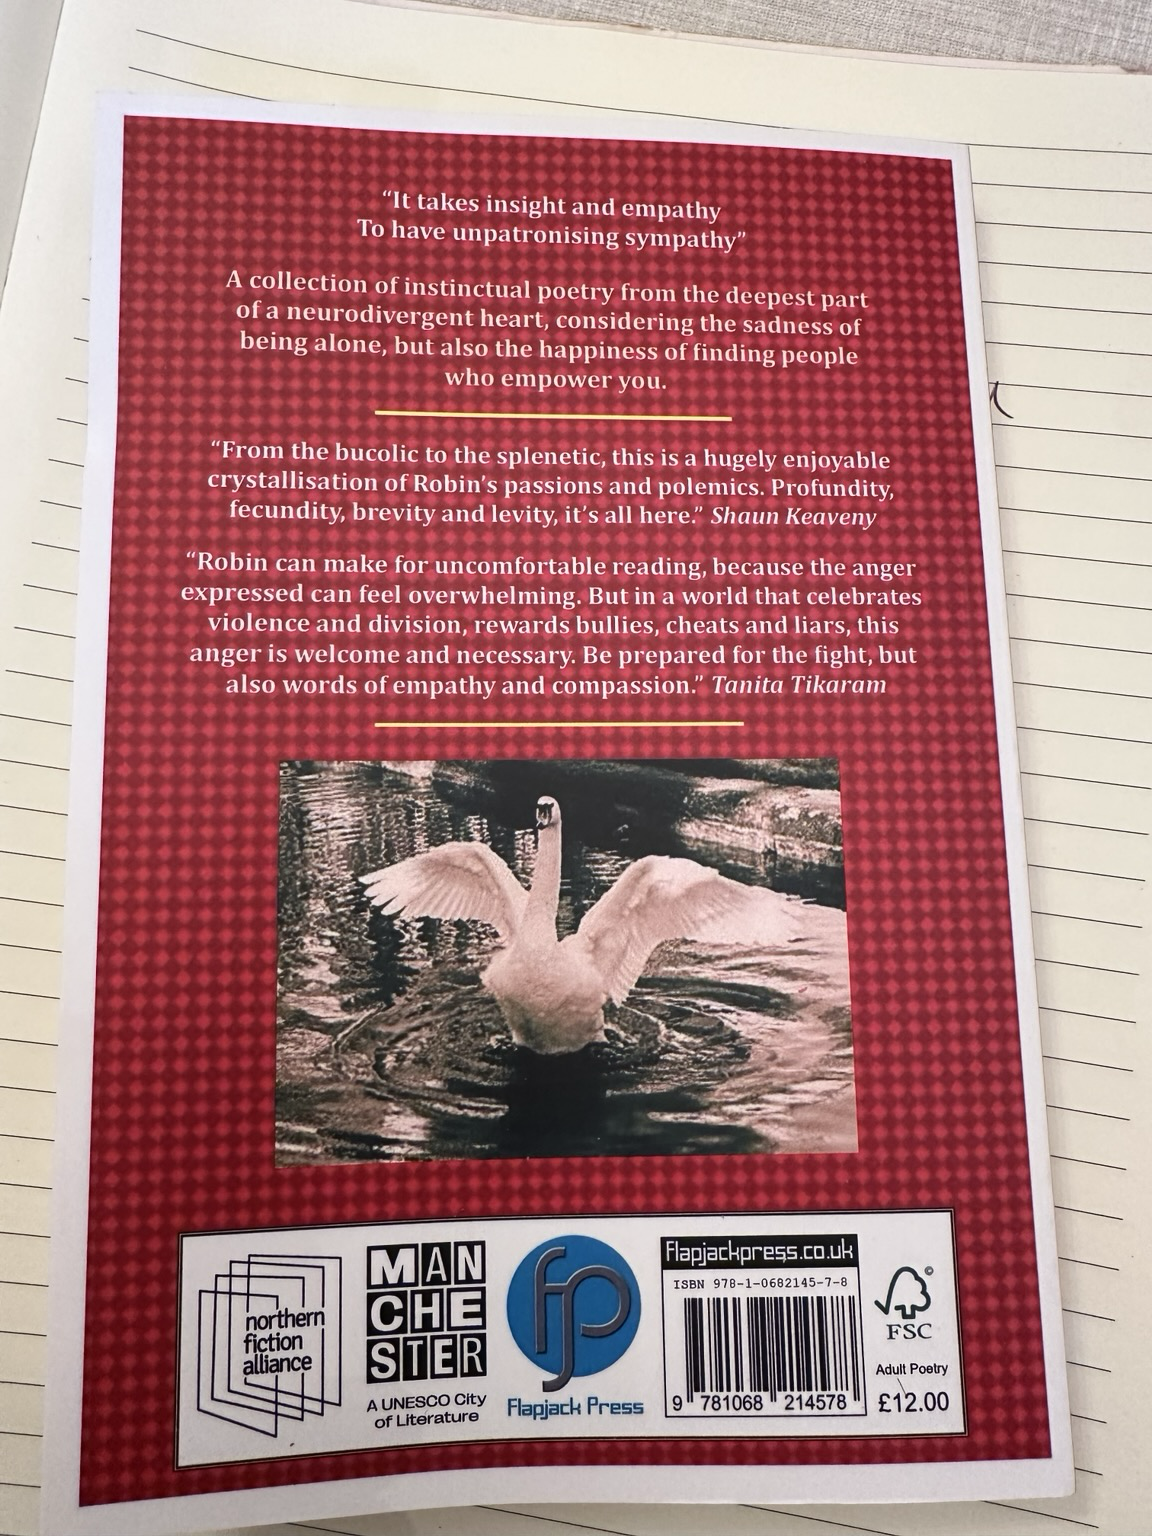 “It takes insight and empathy
To have unpatronising sympathy”
A collection of instinctual poetry from the deepest part
of a neurodivergent heart, considering the sadness of
being alone, but also the happiness of finding people
who empower you.
“From the bucolic to the splenetic, this is a hugely enjoyable
crystallisation of Robin’s passions and polemics. Profundity,
fecundity, brevity and levity, it’s all here.” Shaun Keaveny
“Robin can make for uncomfortable reading, because the anger
expressed can feel overwhelming. But in a world that celebrates
violence and division, rewards bullies, cheats and liars, this
anger is welcome and necessary. Be prepared for the fight, but
also words of empathy and compassion.” Tanita Tikaram
northern
fiction
alliance
MAN
CHE
STER
A UNESCO City
of Literature
fjp
Flapjack Press
Flapjackpress.co.uk
ISBN 978-1-0682145-7-8
9 781068 214578
©
FSC
Adult Poetry
£12.00